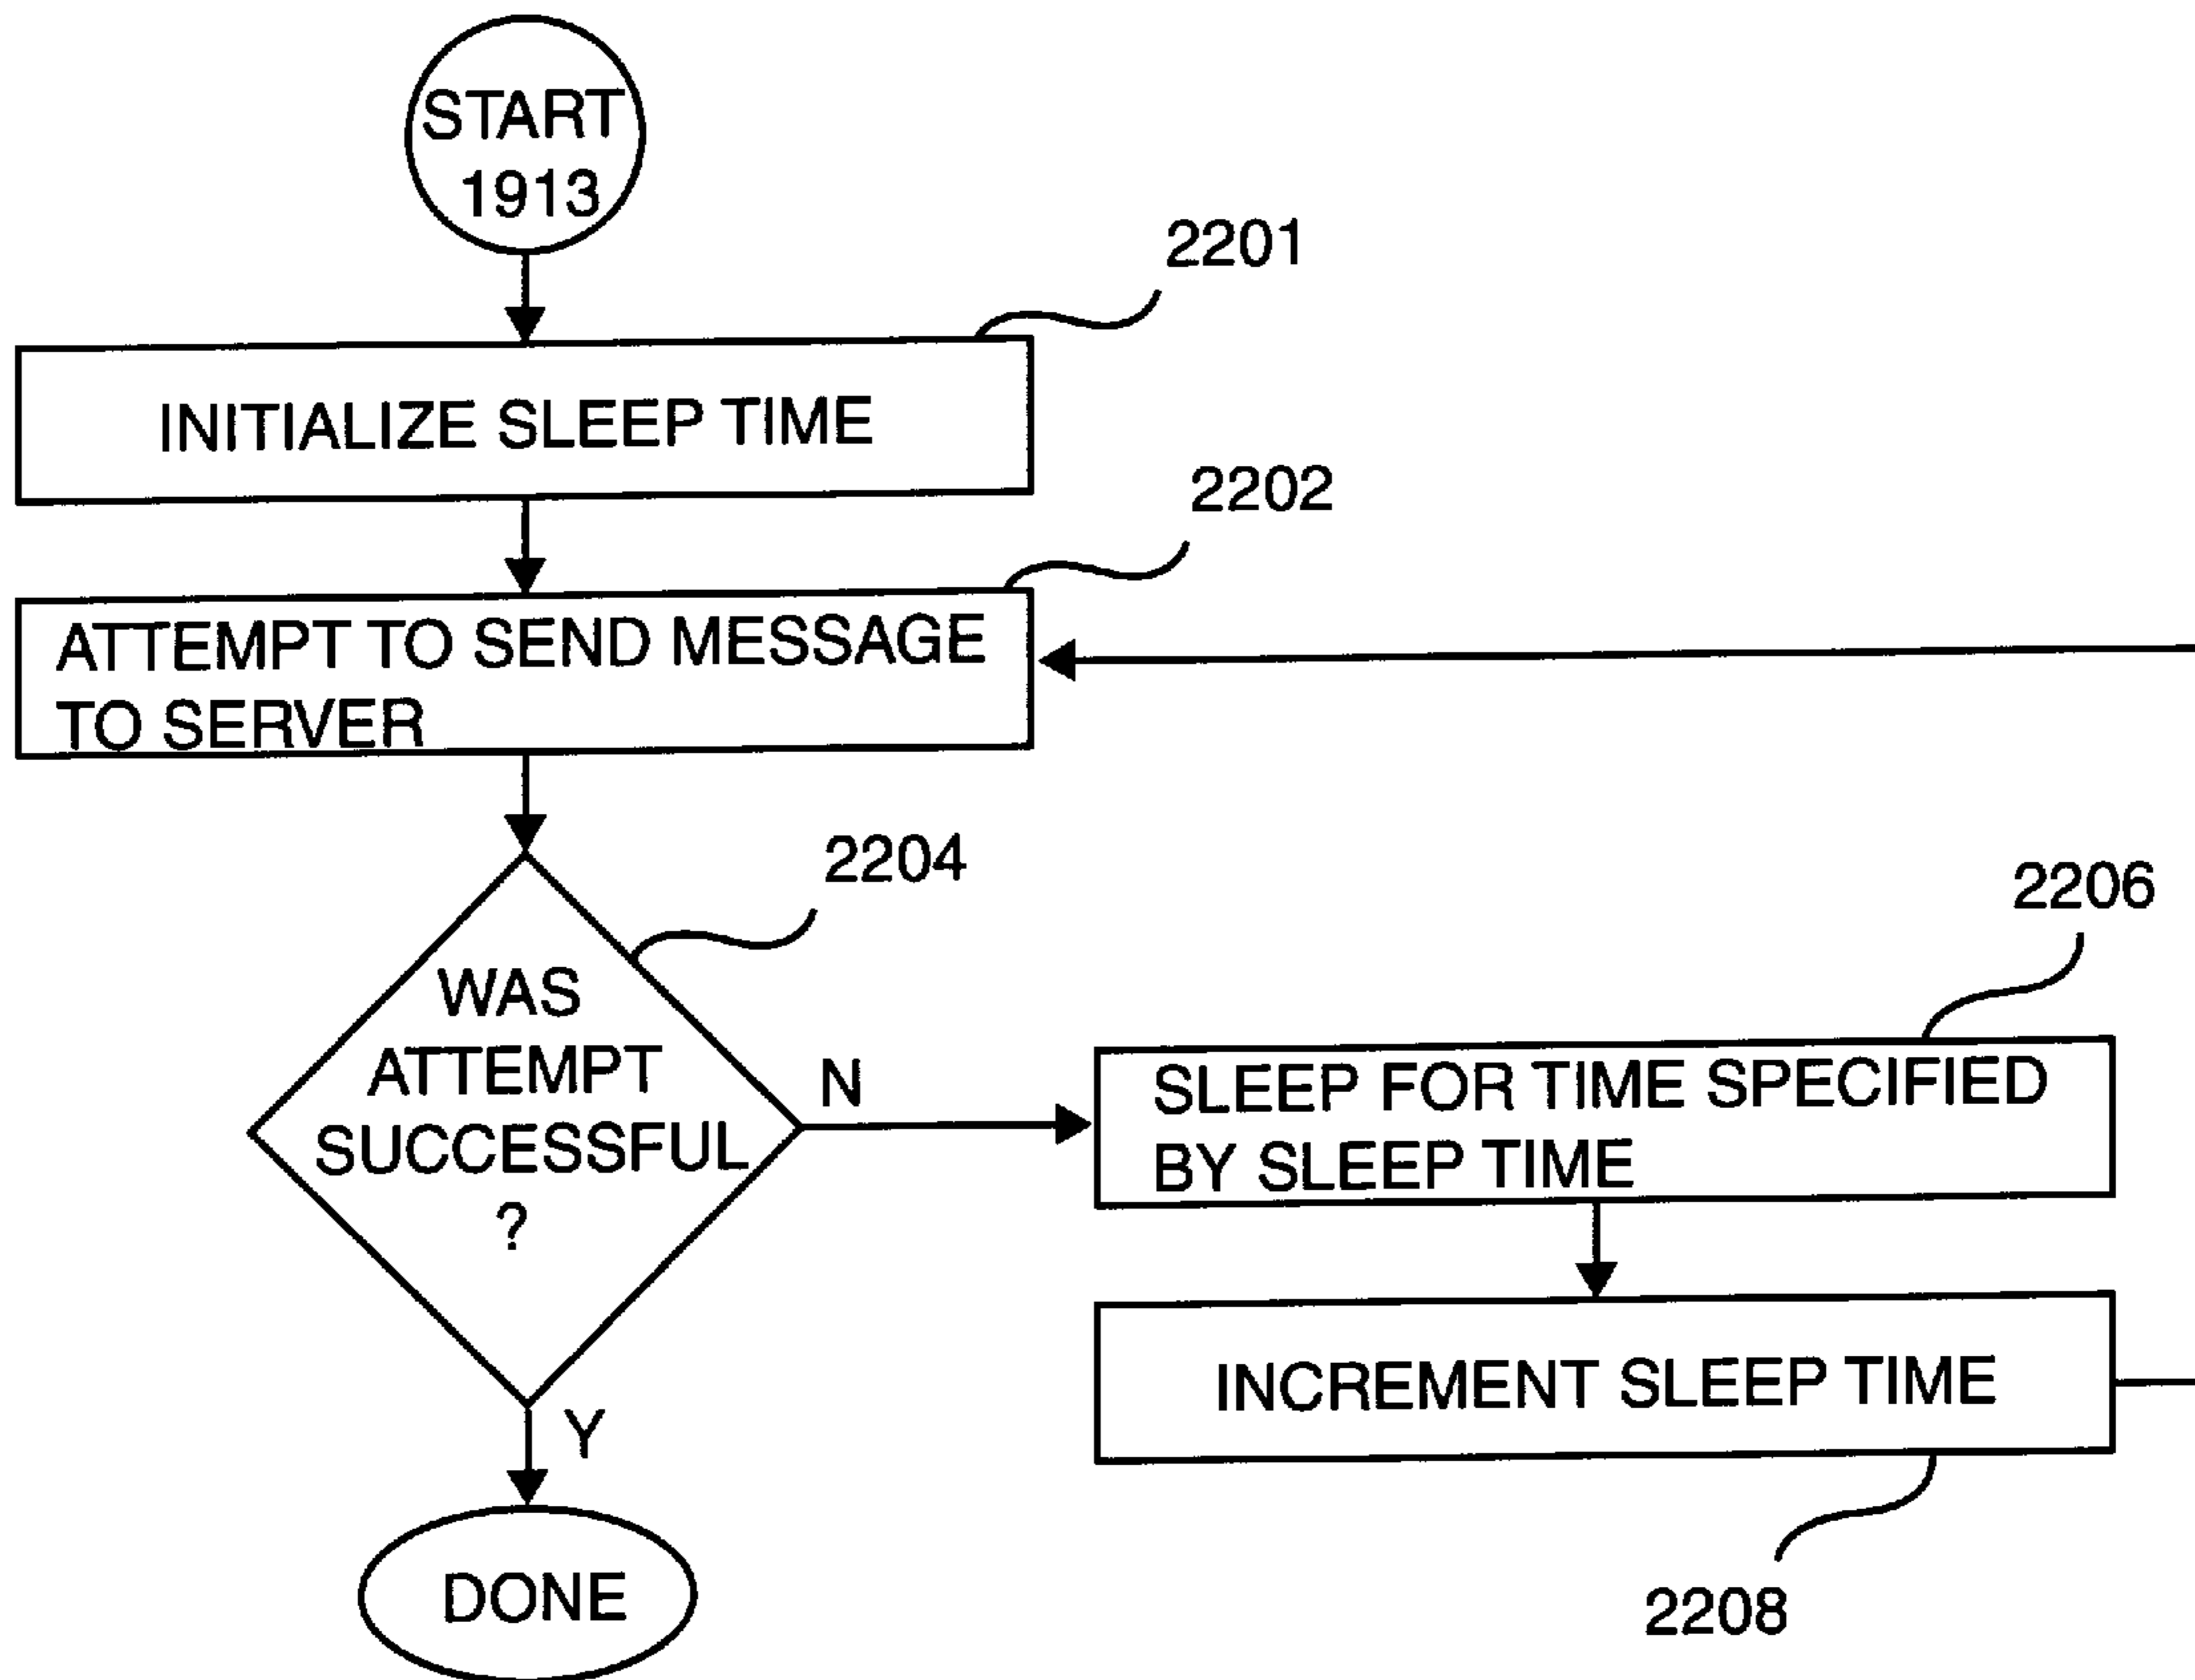 START
1913
2201
INITIALIZE SLEEP TIME
2202
ATTEMPT TO SEND MESSAGE
TO SERVER
2204
WAS
ATTEMPT
SUCCESSFUL
?
N
2206
SLEEP FOR TIME SPECIFIED
BY SLEEP TIME
INCREMENT SLEEP TIME
2208
Y
DONE